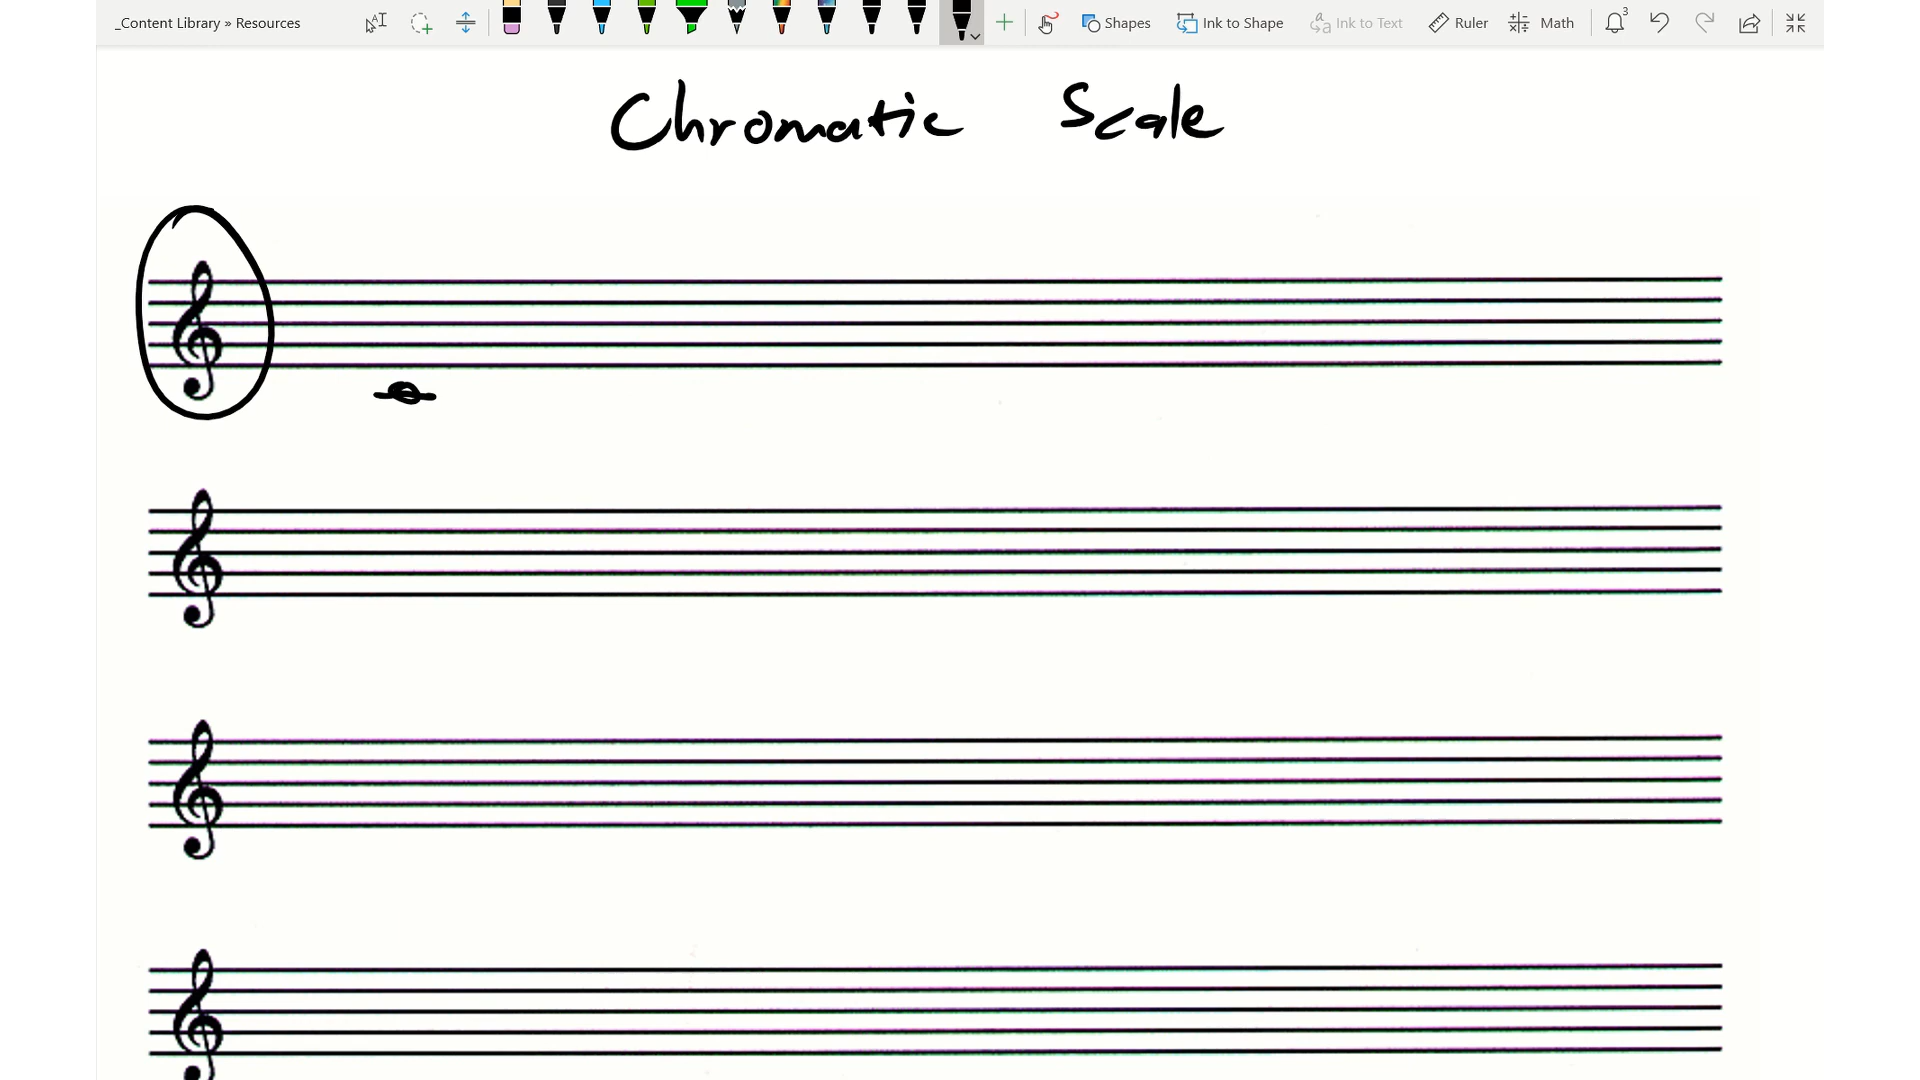 _Content Library » Resources
Shapes
Ink to Shape
Ink to Text
Ruler
Math
3
Chromatic Scale